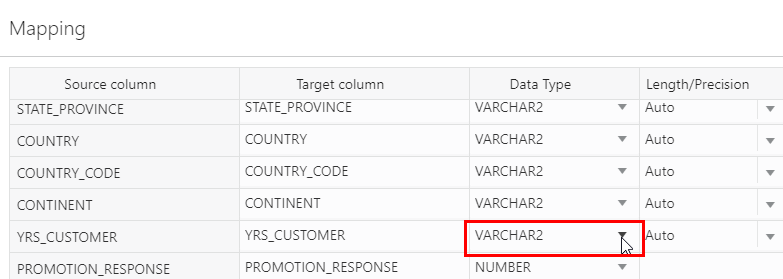 Mapping
Source column Target column Data Type Length/Precision
STATE_PROVINCE STATE_PROVINCE VARCHAR2 Auto
COUNTRY COUNTRY VARCHAR2 Auto
COUNTRY_CODE COUNTRY_CODE VARCHAR2 Auto
CONTINENT CONTINENT VARCHAR2 Auto
YRS_CUSTOMER YRS_CUSTOMER VARCHAR2 Auto
PROMOTION_RESPONSE PROMOTION_RESPONSE NUMBER